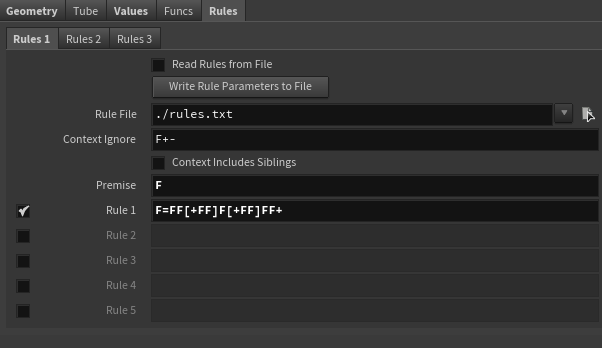 Geometry Tube Values Funcs Rules
Rules 1 Rules 2 Rules 3
Read Rules from File
Write Rule Parameters to File
Rule File ./rules.txt
Context Ignore F+-
Context Includes Siblings
Premise F
Rule 1 F=FF[+FF]F[+FF]FF+
Rule 2
Rule 3
Rule 4
Rule 5